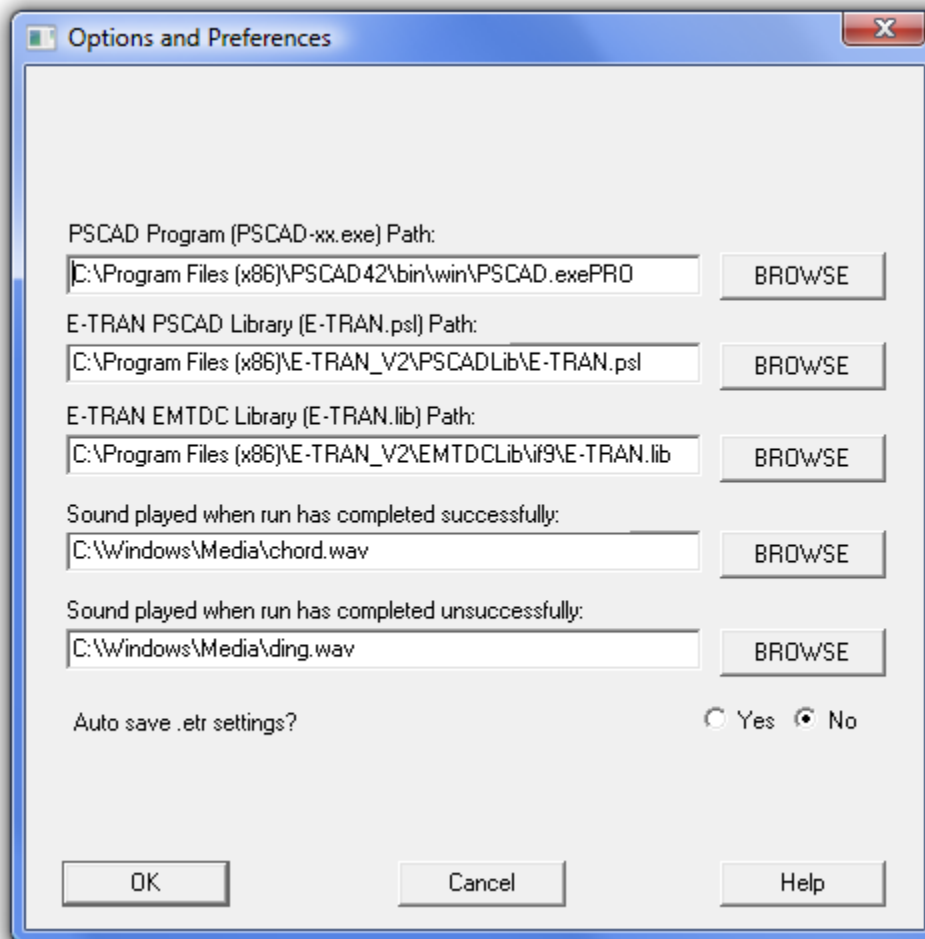 Options and Preferences
PSCAD Program (PSCAD-xx.exe) Path:
C:\Program Files (x86)\PSCAD42\bin\win\PSCAD.exePRO
BROWSE
E-TRAN PSCAD Library (E-TRAN.psl) Path:
C:\Program Files (x86)\E-TRAN_V2\PSCADLib\E-TRAN.psl
BROWSE
E-TRAN EMTDC Library (E-TRAN.lib) Path:
C:\Program Files (x86)\E-TRAN_V2\EMTDCLib\if9\E-TRAN.lib
BROWSE
Sound played when run has completed successfully:
C:\Windows\Media\chord.wav
BROWSE
Sound played when run has completed unsuccessfully:
C:\Windows\Media\ding.wav
BROWSE
Auto save .etr settings? Yes No
OK Cancel Help